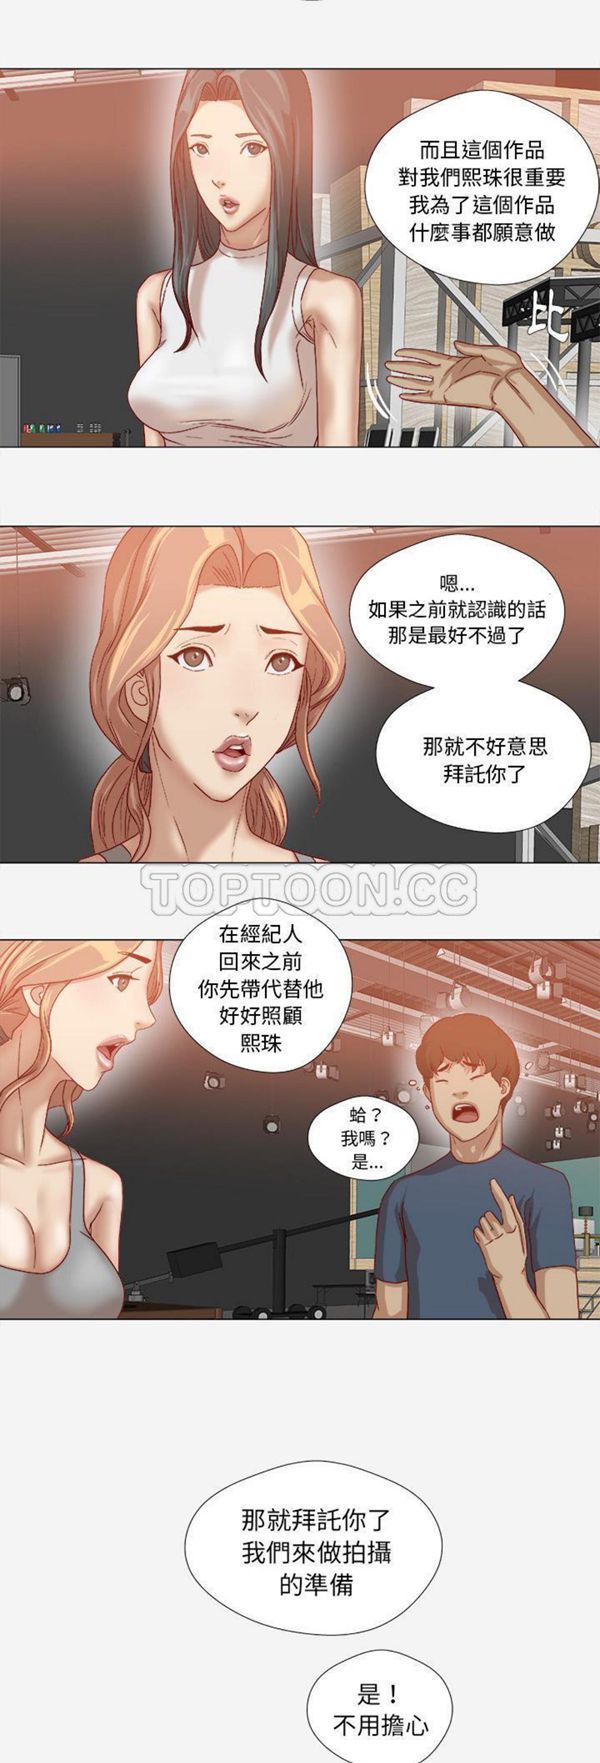 而且這個作品
對我們熙珠很重要
我為了這個作品
什麼事都願意做
比
嗯...
如果之前就認識的話
那是最好不過了
那就不好意思
拜託你了
TOPTOON.CC
在經紀人
回來之前
你先帶代替他
好好照顧
熙珠
蛤？
我嗎？
是...
那就拜託你了
我們來做拍攝
的準備
是！
不用擔心